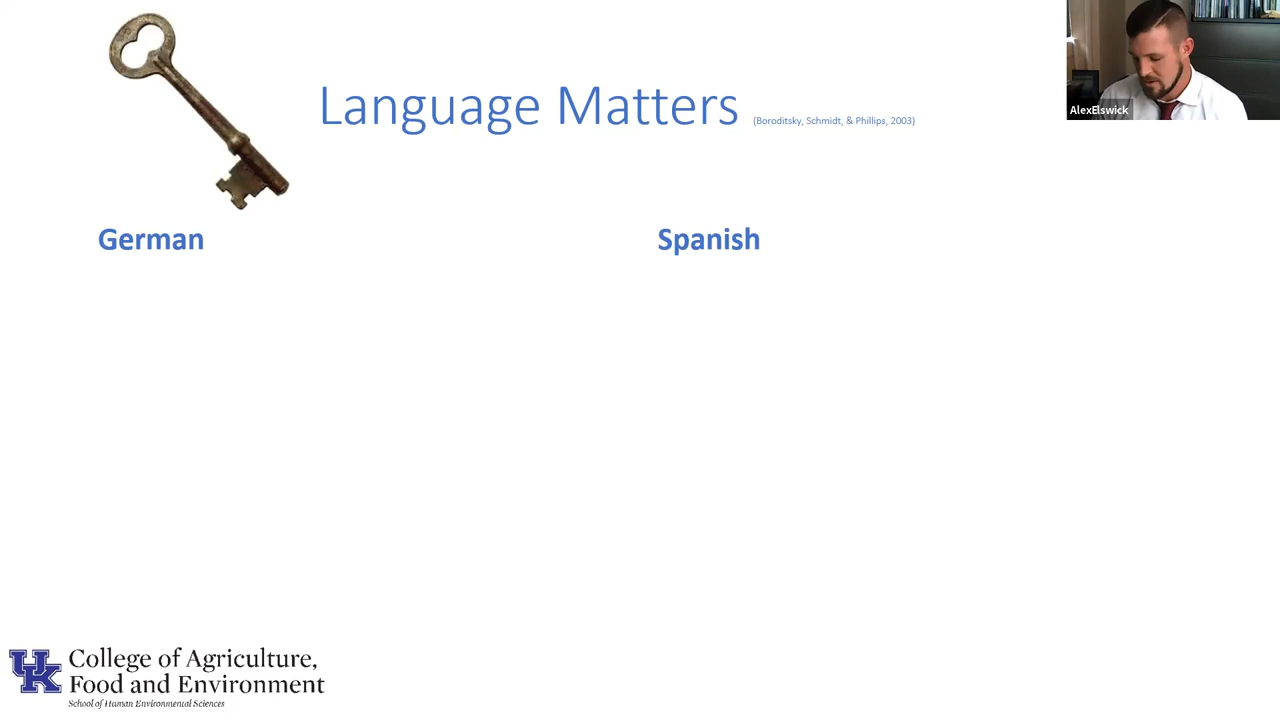 Language Matters (Boroditsky, Schmidt, & Phillips, 2003)
AlexElswick
German
Spanish
UK
College of Agriculture,
Food and Environment
School of Human Environmental Sciences